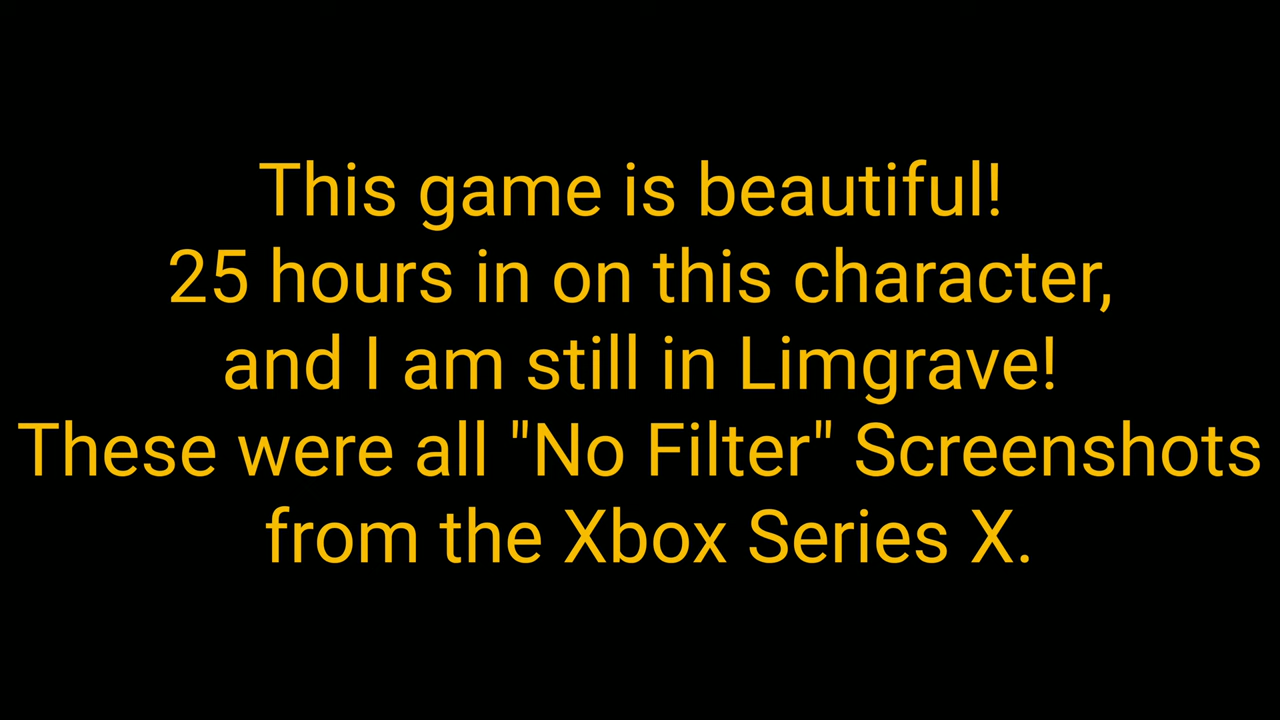 This game is beautiful!
25 hours in on this character,
and I am still in Limgrave!
These were all "No Filter" Screenshots
from the Xbox Series X.